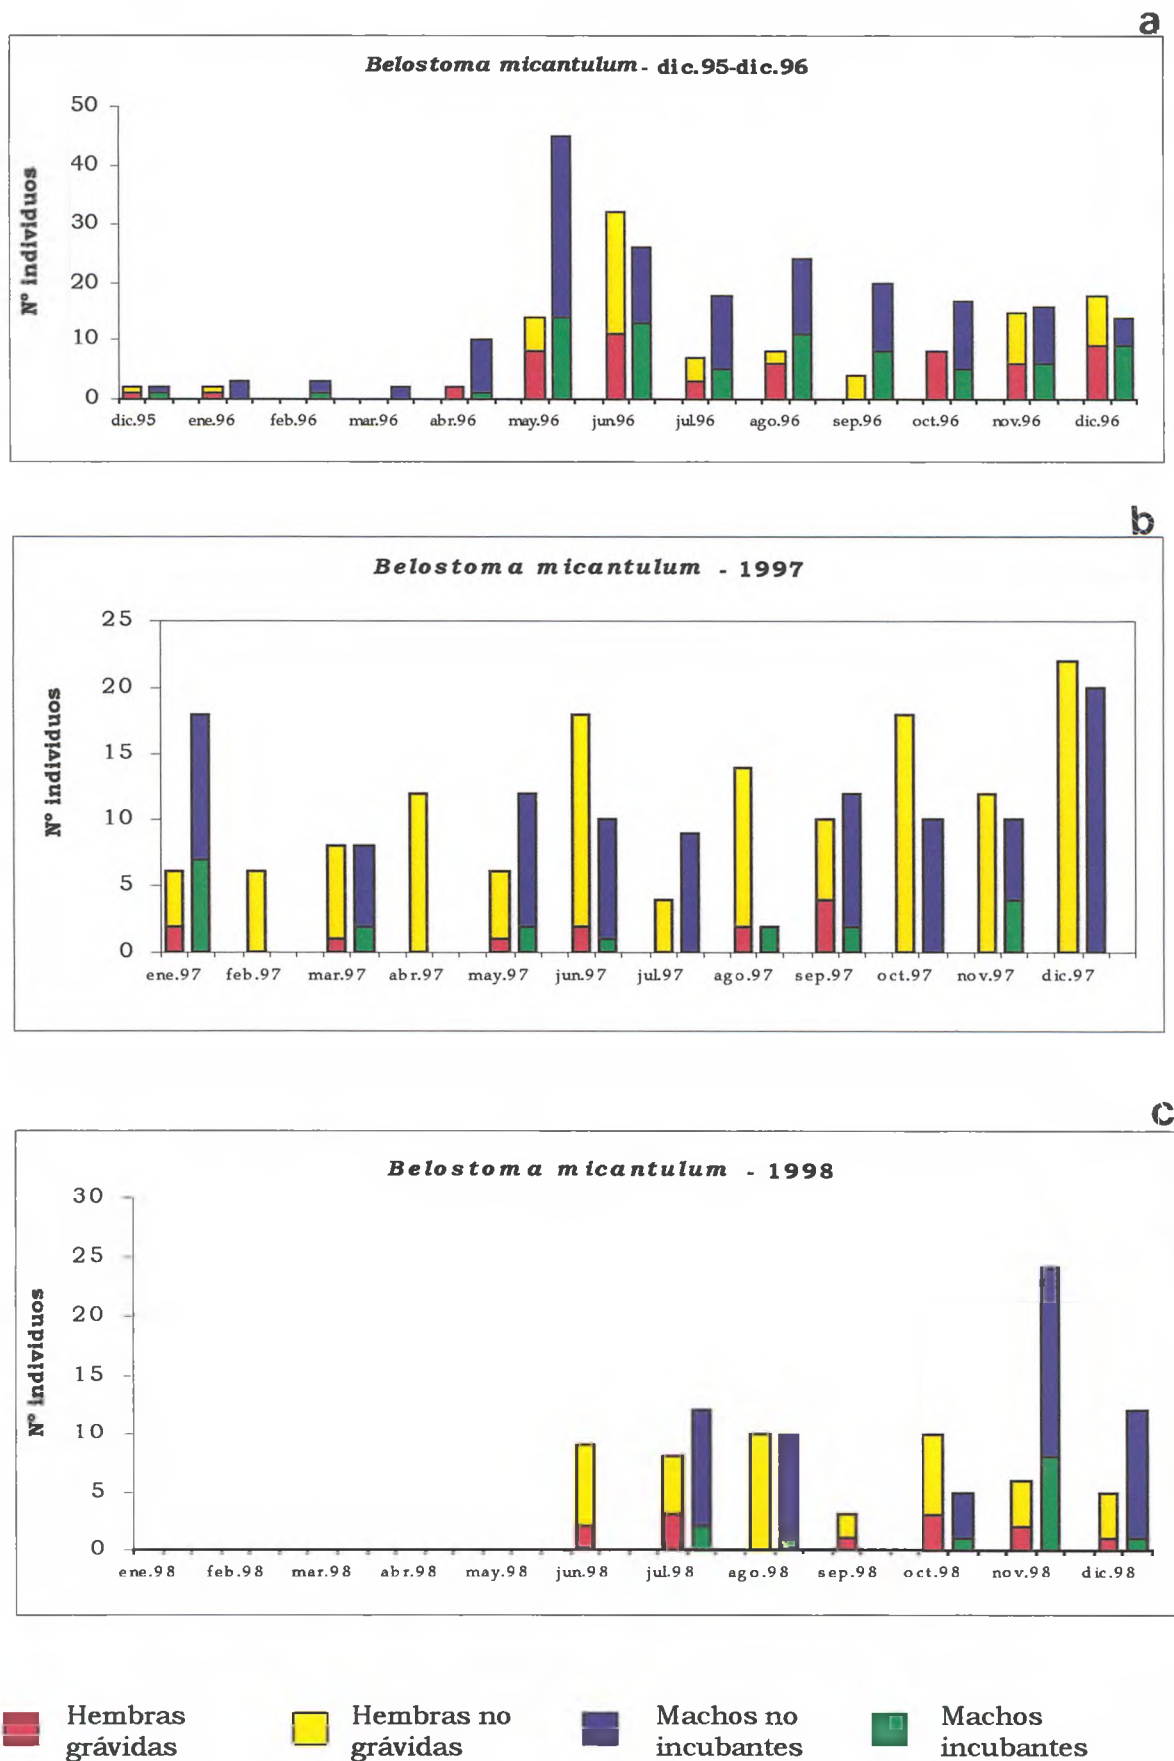 a
Belostoma micantulum - dic.95-dic.96
Nº individuos
50
40
30
20
10
0
dic.95 ene.96 feb.96 mar.96 abr.96 may.96 jun.96 jul.96 ago.96 sep.96 oct.96 nov.96 dic.96
b
Belostoma micantulum - 1997
Nº individuos
25
20
15
10
5
0
ene.97 feb.97 mar.97 abr.97 may.97 jun.97 jul.97 ago.97 sep.97 oct.97 nov.97 dic.97
c
Belostoma micantulum - 1998
Nº individuos
30
25
20
15
10
5
0
ene.98 feb.98 mar.98 abr.98 may.98 jun.98 jul.98 ago.98 sep.98 oct.98 nov.98 dic.98
Hembras grávidas
Hembras no grávidas
Machos no incubantes
Machos incubantes